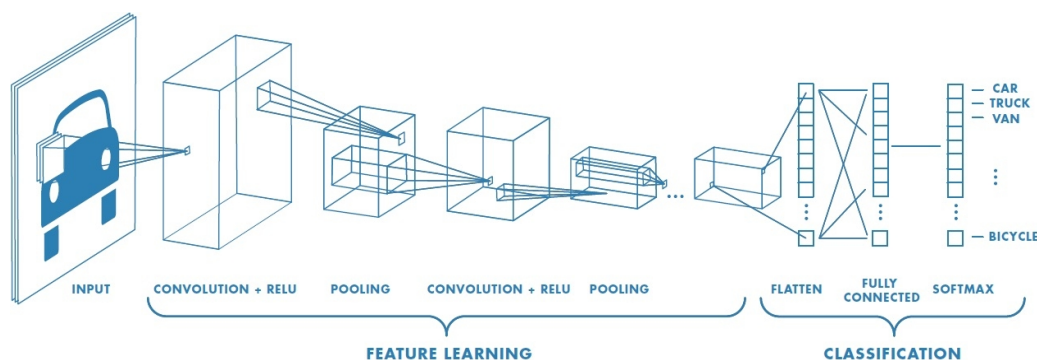 CAR
TRUCK
VAN
BICYCLE
INPUT
CONVOLUTION + RELU
POOLING
CONVOLUTION + RELU
POOLING
FLATTEN
FULLY
CONNECTED
SOFTMAX
FEATURE LEARNING
CLASSIFICATION